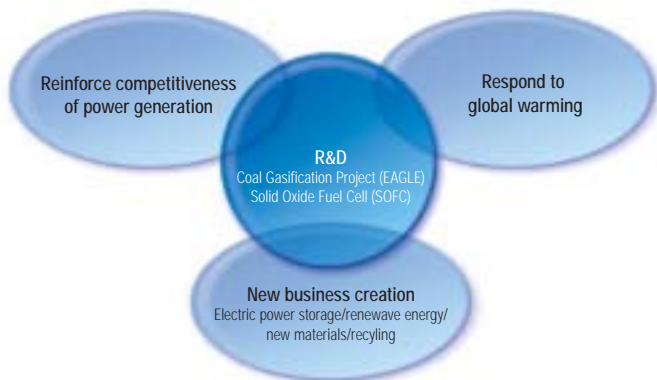 Reinforce competitiveness
of power generation
Respond to
global warming
R&D
Coal Gasification Project (EAGLE)
Solid Oxide Fuel Cell (SOFC)
New business creation
Electric power storage/renewave energy/
new materials/recyling